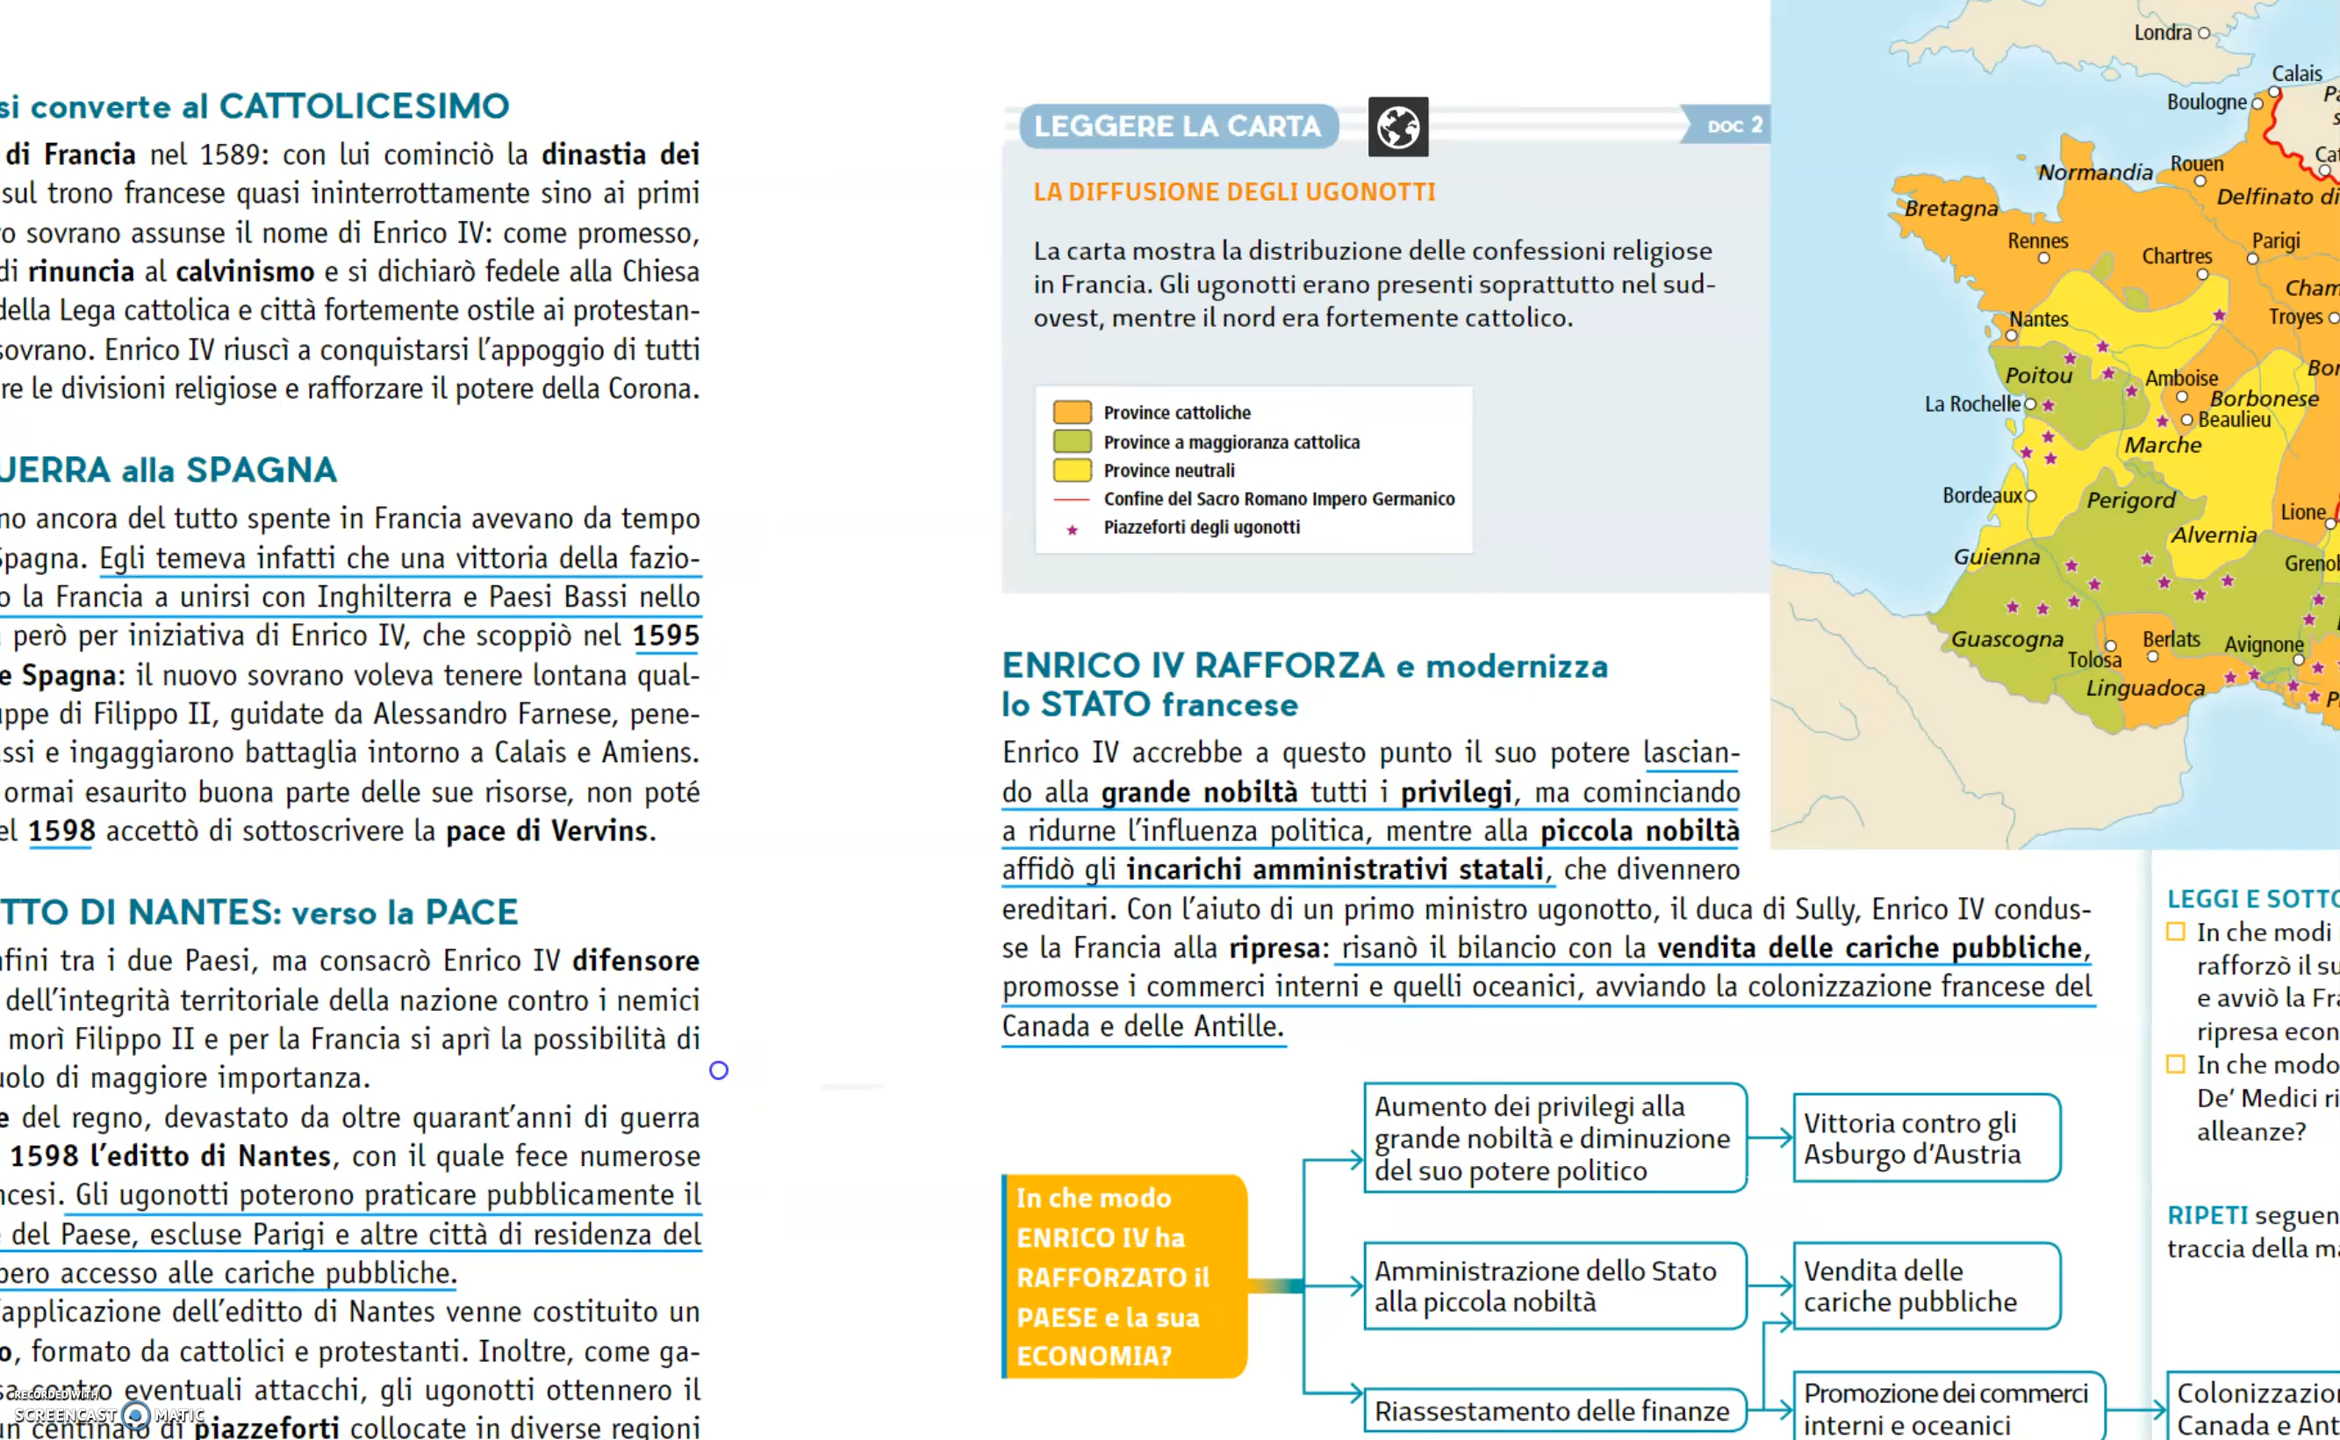 si converte al CATTOLICESIMO
di Francia nel 1589: con lui cominciò la dinastia dei
sul trono francese quasi ininterrottamente sino ai primi
sovrano assunse il nome di Enrico IV: come promesso,
di rinuncia al calvinismo e si dichiarò fedele alla Chiesa
della Lega cattolica e città fortemente ostile ai protestan-
sovrano. Enrico IV riuscì a conquistarsi l'appoggio di tutti
re le divisioni religiose e rafforzare il potere della Corona.
UERRA alla SPAGNA
no ancora del tutto spente in Francia avevano da tempo
Spagna. Egli temeva infatti che una vittoria della fazio-
o la Francia a unirsi con Inghilterra e Paesi Bassi nello
però per iniziativa di Enrico IV, che scoppiò nel 1595
e Spagna: il nuovo sovrano voleva tenere lontana qual-
uppe di Filippo II, guidate da Alessandro Farnese, pene-
assi e ingaggiarono battaglia intorno a Calais e Amiens.
ormai esaurito buona parte delle sue risorse, non poté
el 1598 accettò di sottoscrivere la pace di Vervins.
TTO DI NANTES: verso la PACE
nfini tra i due Paesi, ma consacrò Enrico IV difensore
dell'integrità territoriale della nazione contro i nemici
morì Filippo II e per la Francia si aprì la possibilità di
uolo di maggiore importanza.
e del regno, devastato da oltre quarant'anni di guerra
1598 l'editto di Nantes, con il quale fece numerose
ncesi. Gli ugonotti poterono praticare pubblicamente il
del Paese, escluse Parigi e altre città di residenza del
bero accesso alle cariche pubbliche.
'applicazione dell'editto di Nantes venne costituito un
o, formato da cattolici e protestanti. Inoltre, come ga-
sa contro eventuali attacchi, gli ugonotti ottennero il
un centinaio di piazzeforti collocate in diverse regioni
RECORDED WITH
SCREENCAST MATIC
LEGGERE LA CARTA
DOC 2
LA DIFFUSIONE DEGLI UGONOTTI
La carta mostra la distribuzione delle confessioni religiose
in Francia. Gli ugonotti erano presenti soprattutto nel sud-
ovest, mentre il nord era fortemente cattolico.
Province cattoliche
Province a maggioranza cattolica
Province neutrali
Confine del Sacro Romano Impero Germanico
Piazzeforti degli ugonotti
Londra
Calais
Boulogne
Normandia
Rouen
Delfinato di
Bretagna
Rennes
Chartres
Parigi
Cham
Nantes
Troyes
Poitou
Amboise
Borbonese
La Rochelle
Beaulieu
Marche
Bordeaux
Perigord
Lione
Alvernia
Guienna
Grenob
Guascogna
Berlats
Avignone
Tolosa
Linguadoca
ENRICO IV RAFFORZA e modernizza
lo STATO francese
Enrico IV accrebbe a questo punto il suo potere lascian-
do alla grande nobiltà tutti i privilegi, ma cominciando
a ridurne l'influenza politica, mentre alla piccola nobiltà
affidò gli incarichi amministrativi statali, che divennero
ereditari. Con l'aiuto di un primo ministro ugonotto, il duca di Sully, Enrico IV condus-
se la Francia alla ripresa: risanò il bilancio con la vendita delle cariche pubbliche,
promosse i commerci interni e quelli oceanici, avviando la colonizzazione francese del
Canada e delle Antille.
In che modo
ENRICO IV ha
RAFFORZATO il
PAESE e la sua
ECONOMIA?
Aumento dei privilegi alla
grande nobiltà e diminuzione
del suo potere politico
Vittoria contro gli
Asburgo d'Austria
Amministrazione dello Stato
alla piccola nobiltà
Vendita delle
cariche pubbliche
Riassestamento delle finanze
Promozione dei commerci
interni e oceanici
Colonizzazion
Canada e Ant
LEGGI E SOTTO
In che modi
rafforzò il su
e avviò la Fra
ripresa econ
In che modo
De' Medici ri
alleanze?
RIPETI seguen
traccia della ma